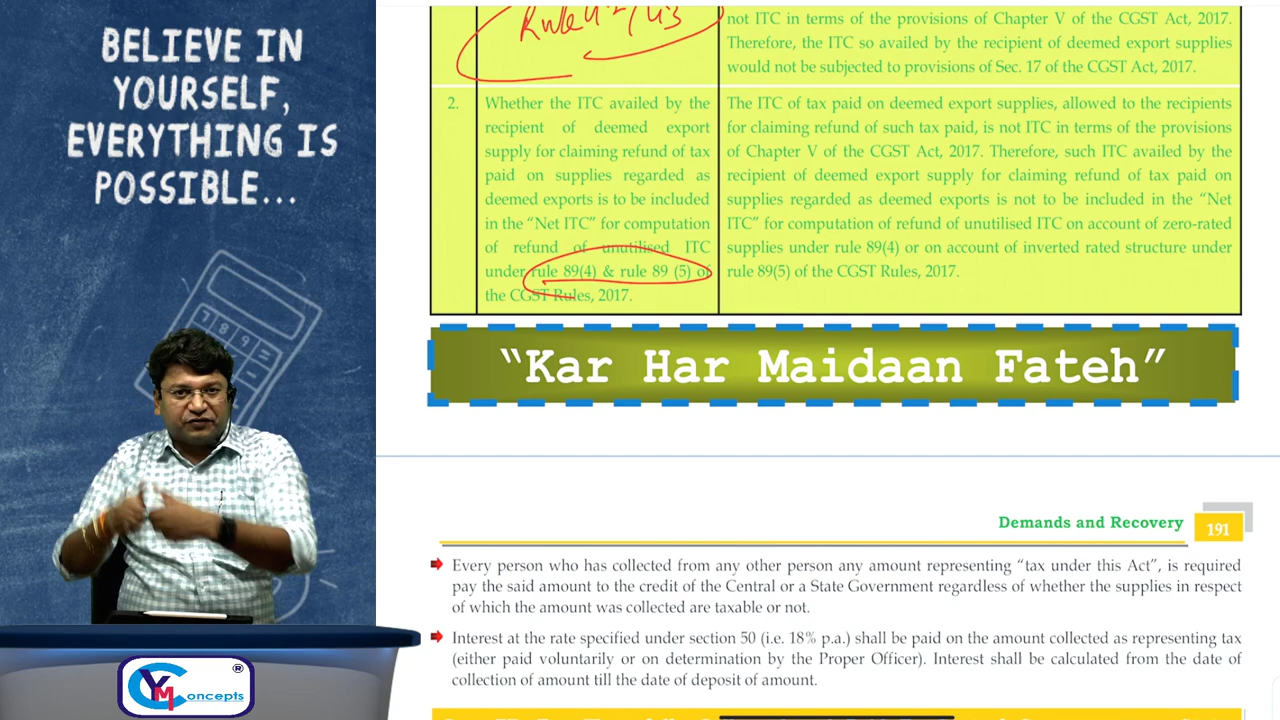 BELIEVE IN
YOURSELF,
EVERYTHING IS
POSSIBLE...
CYM Concepts ®
Rule 42/43
not ITC in terms of the provisions of Chapter V of the CGST Act, 2017.
Therefore, the ITC so availed by the recipient of deemed export supplies
would not be subjected to provisions of Sec. 17 of the CGST Act, 2017.
2.
Whether the ITC availed by the
recipient of deemed export
supply for claiming refund of tax
paid on supplies regarded as
deemed exports is to be included
in the “Net ITC” for computation
of refund of unutilised ITC
under rule 89(4) & rule 89 (5) of
the CGST Rules, 2017.
The ITC of tax paid on deemed export supplies, allowed to the recipients
for claiming refund of such tax paid, is not ITC in terms of the provisions
of Chapter V of the CGST Act, 2017. Therefore, such ITC availed by the
recipient of deemed export supply for claiming refund of tax paid on
supplies regarded as deemed exports is not to be included in the “Net
ITC” for computation of refund of unutilised ITC on account of zero-rated
supplies under rule 89(4) or on account of inverted rated structure under
rule 89(5) of the CGST Rules, 2017.
“Kar Har Maidaan Fateh”
Demands and Recovery 191
Every person who has collected from any other person any amount representing “tax under this Act”, is required
pay the said amount to the credit of the Central or a State Government regardless of whether the supplies in respect
of which the amount was collected are taxable or not.
Interest at the rate specified under section 50 (i.e. 18% p.a.) shall be paid on the amount collected as representing tax
(either paid voluntarily or on determination by the Proper Officer). Interest shall be calculated from the date of
collection of amount till the date of deposit of amount.